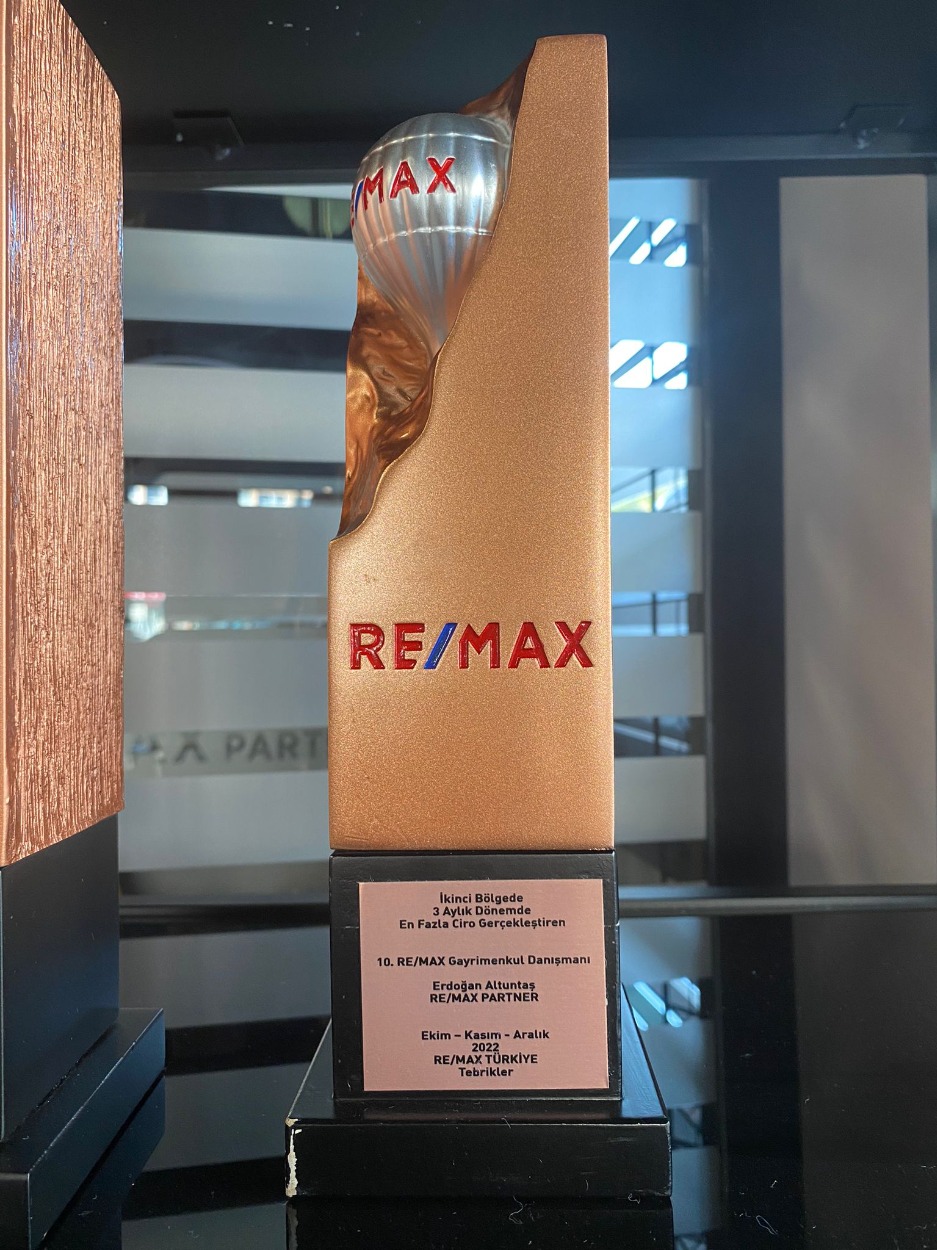 /MAX
RE/MAX
PART
İkinci Bölgede
3 Aylık Dönemde
En Fazla Ciro Gerçekleştiren
10. RE/MAX Gayrimenkul Danışmanı
Erdoğan Altuntaş
RE/MAX PARTNER
Ekim – Kasım - Aralık
2022
RE/MAX TÜRKİYE
Tebrikler